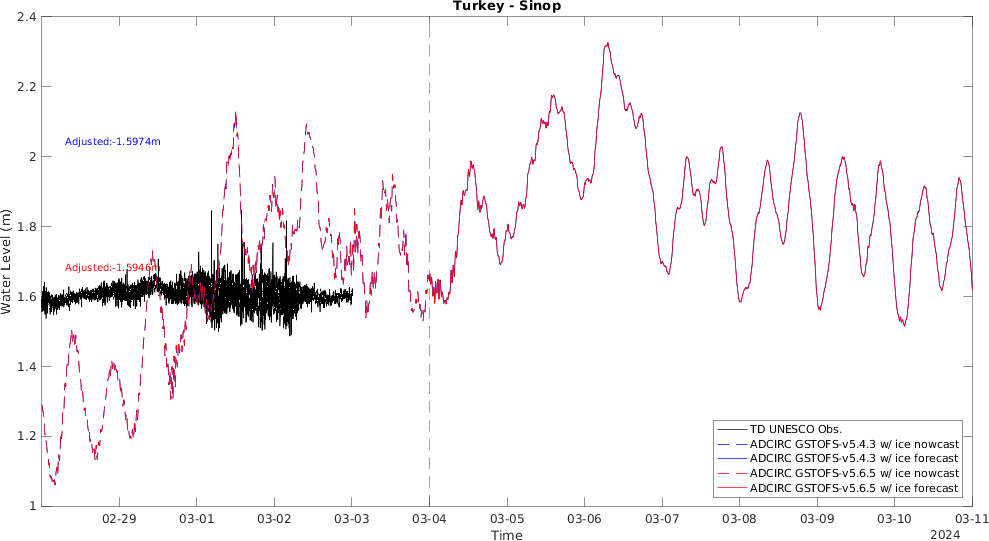 Turkey - Sinop
2.4
2.2
2
1.8
1.6
1.4
1.2
1
Water Level (m)
Adjusted:-1.5974m
Adjusted:-1.5946m
TD UNESCO Obs.
ADCIRC GSTOFS-v5.4.3 w/ ice nowcast
ADCIRC GSTOFS-v5.4.3 w/ ice forecast
ADCIRC GSTOFS-v5.6.5 w/ ice nowcast
ADCIRC GSTOFS-v5.6.5 w/ ice forecast
02-29 03-01 03-02 03-03 03-04 03-05 03-06 03-07 03-08 03-09 03-10 03-11
Time
2024